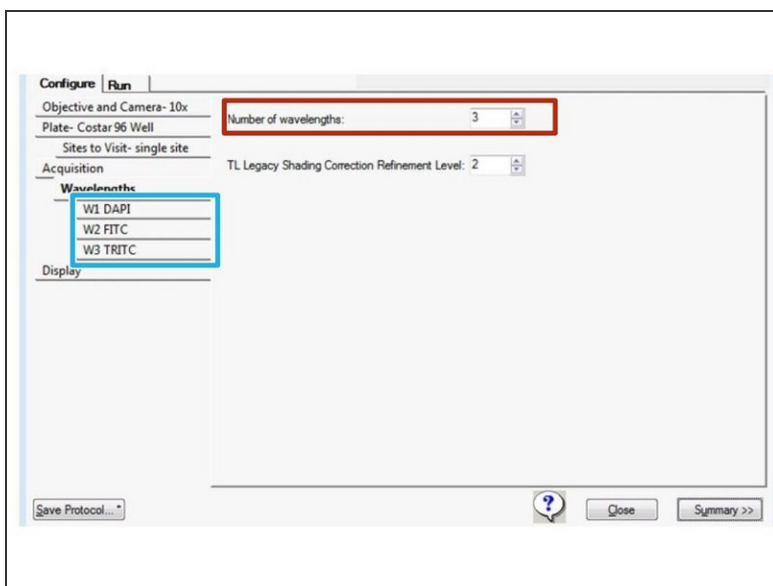 Configure Run
Objective and Camera- 10x
Plate- Costar 96 Well
Sites to Visit- single site
Acquisition
Wavelengths
W1 DAPI
W2 FITC
W3 TRITC
Display
Number of wavelengths: 3
TL Legacy Shading Correction Refinement Level: 2
Save Protocol... *
? Close Summary >>